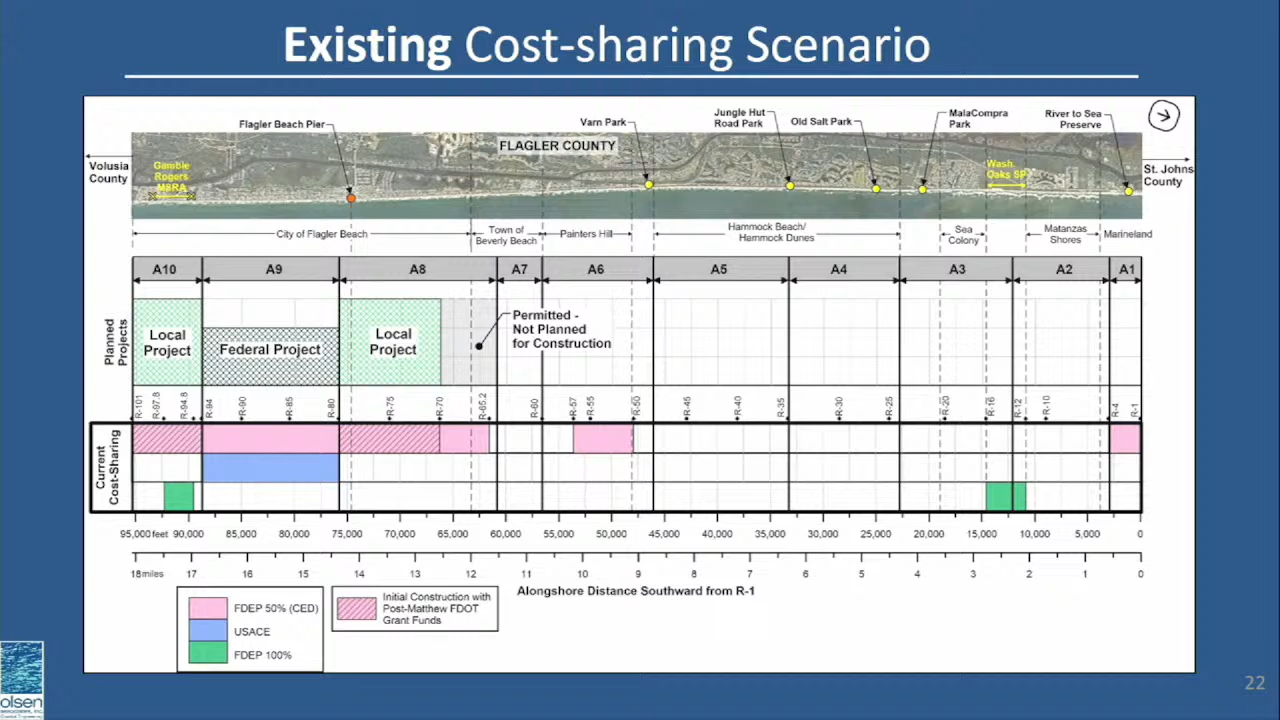 Existing Cost-sharing Scenario
Flagler Beach Pier
Varn Park
Jungle Hut
Road Park
Old Salt Park
MalaCompra
Park
River to Sea
Preserve
FLAGLER COUNTY
Volusia
County
Gamble
Rogers
MSRA
Wash.
Oaks SP
St. Johns
County
City of Flagler Beach
Town of
Beverly Beach
Painters Hill
Hammock Beach/
Hammock Dunes
Sea
Colony
Matanzas
Shores
Marineland
A10 A9 A8 A7 A6 A5 A4 A3 A2 A1
Planned
Projects
Local
Project
Federal Project
Local
Project
Permitted -
Not Planned
for Construction
R-101 R-97.8 R-94.8 R-94 R-90 R-85 R-80 R-75 R-70 R-65.2 R-60 R-57 R-55 R-50 R-45 R-40 R-35 R-30 R-25 R-20 R-16 R-12 R-10 R-4 R-1
Current
Cost-Sharing
95,000 feet 90,000 85,000 80,000 75,000 70,000 65,000 60,000 55,000 50,000 45,000 40,000 35,000 30,000 25,000 20,000 15,000 10,000 5,000 0
18 miles 17 16 15 14 13 12 11 10 9 8 7 6 5 4 3 2 1 0
Alongshore Distance Southward from R-1
FDEP 50% (CED)
USACE
FDEP 100%
Initial Construction with
Post-Matthew FDOT
Grant Funds
olsen
22